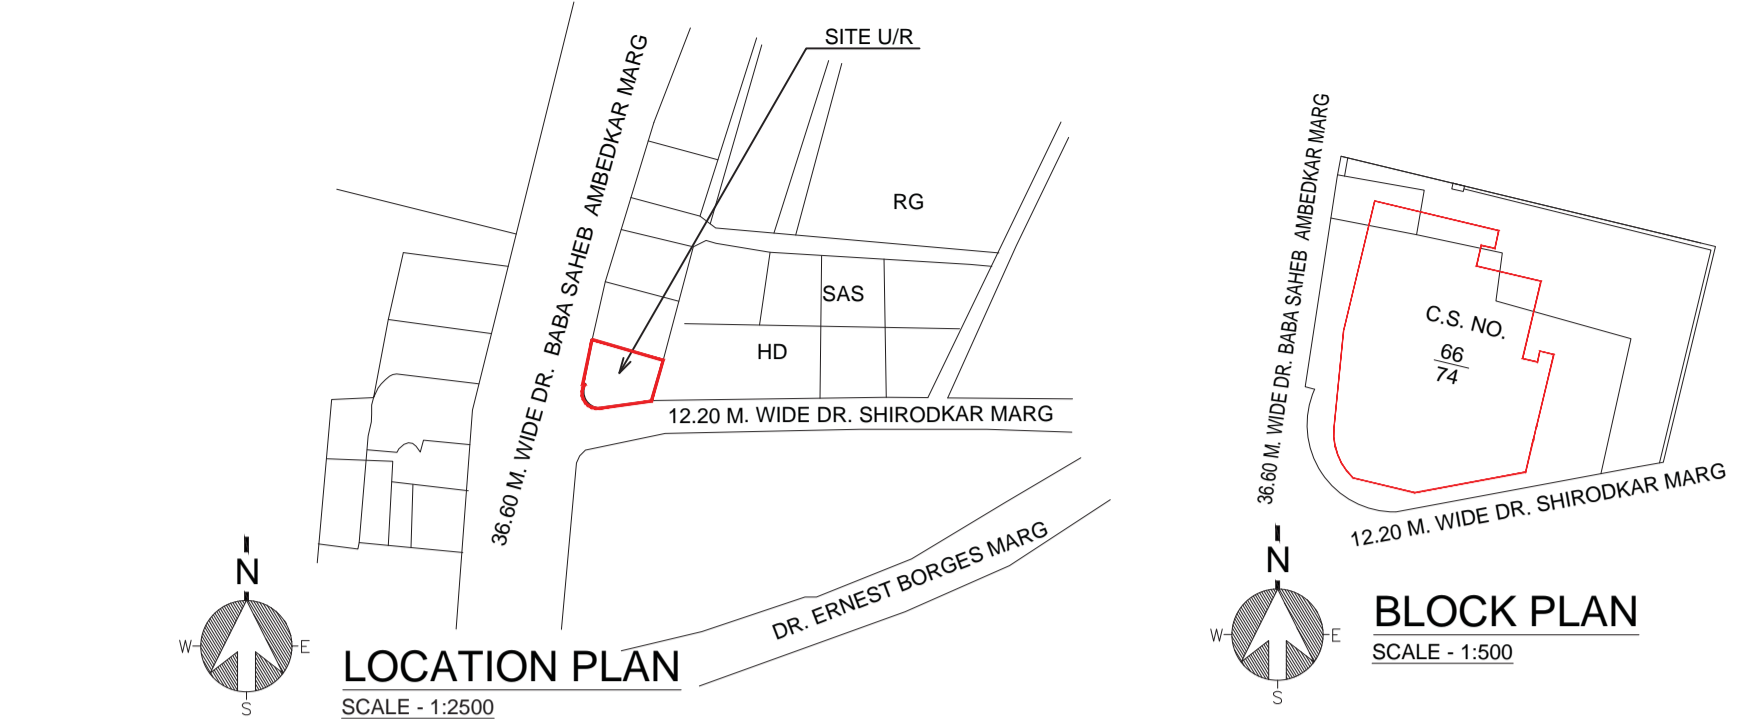 SITE U/R
36.60 M. WIDE DR. BABA SAHEB AMBEDKAR MARG
RG
SAS
HD
12.20 M. WIDE DR. SHIRODKAR MARG
DR. ERNEST BORGES MARG
N
W
E
S
LOCATION PLAN
SCALE - 1:2500
36.60 M. WIDE DR. BABA SAHEB AMBEDKAR MARG
C.S. NO.
66
74
12.20 M. WIDE DR. SHIRODKAR MARG
N
W
E
S
BLOCK PLAN
SCALE - 1:500